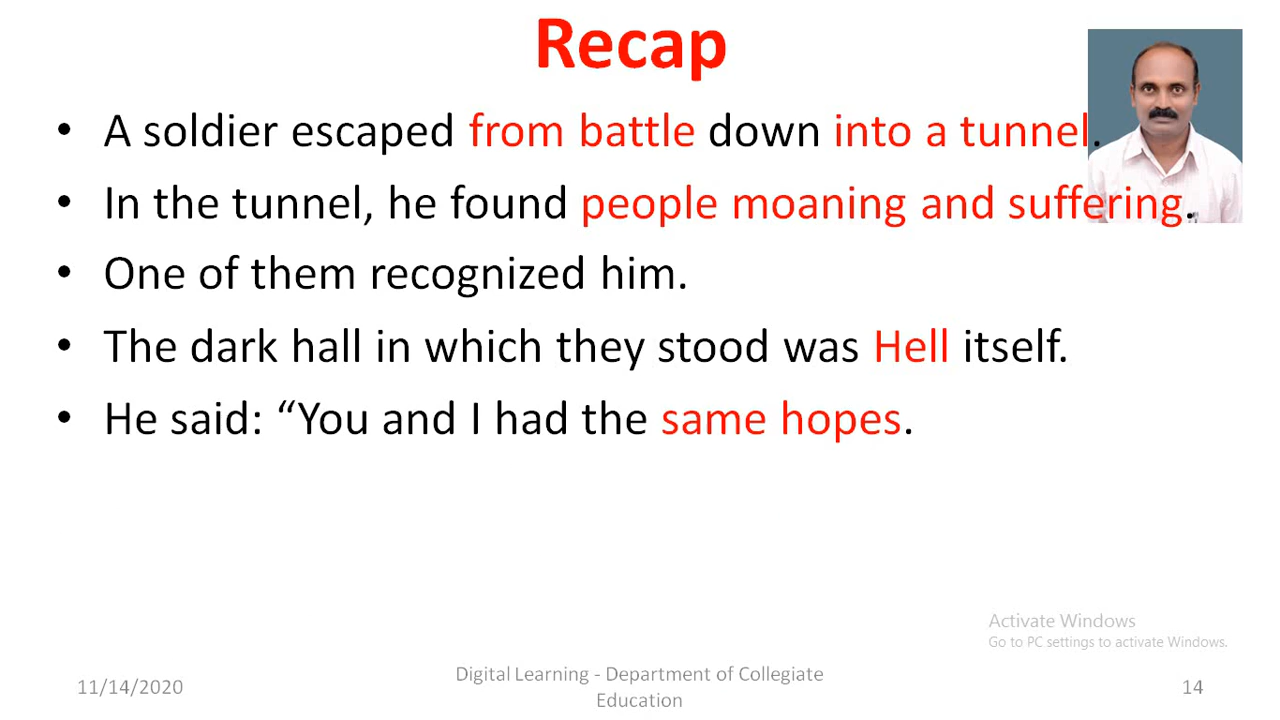 Recap
• A soldier escaped from battle down into a tunnel.
• In the tunnel, he found people moaning and suffering.
• One of them recognized him.
• The dark hall in which they stood was Hell itself.
• He said: “You and I had the same hopes.
Activate Windows
Go to PC settings to activate Windows.
11/14/2020
Digital Learning - Department of Collegiate
Education
14